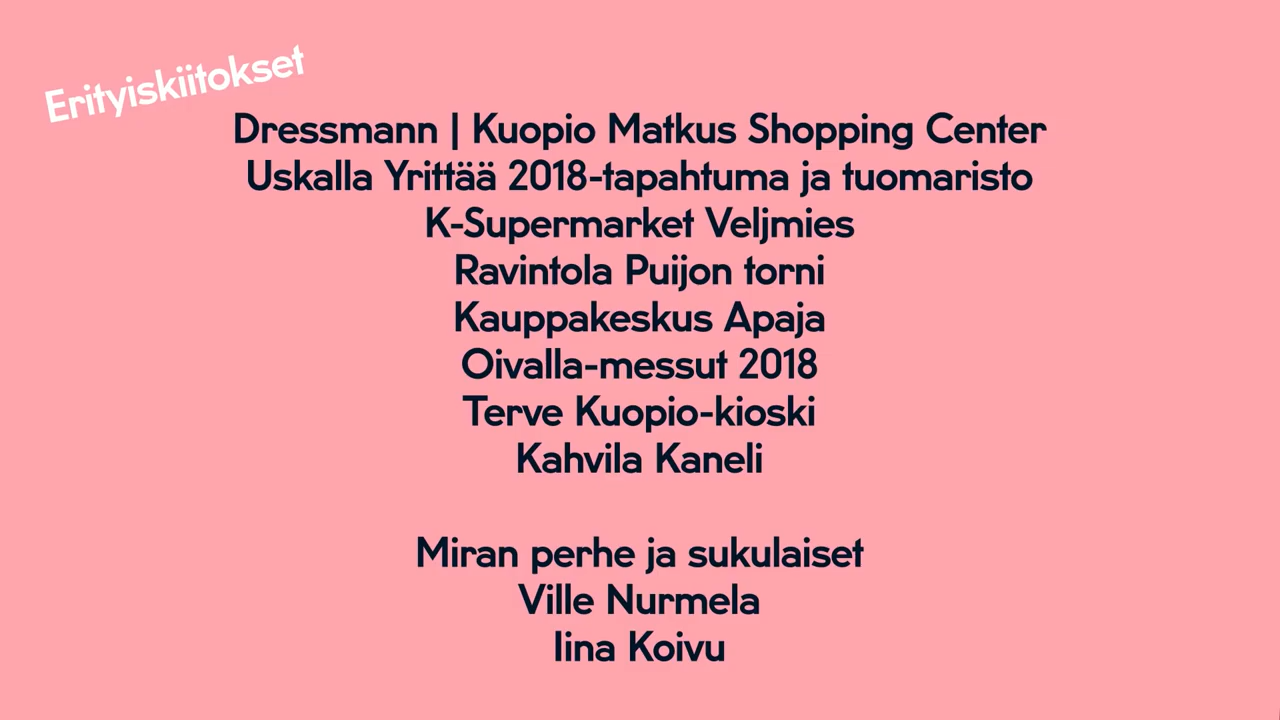 Erityiskiitokset
Dressmann | Kuopio Matkus Shopping Center
Uskalla Yrittää 2018-tapahtuma ja tuomaristo
K-Supermarket Veljmies
Ravintola Puijon torni
Kauppakeskus Apaja
Oivalla-messut 2018
Terve Kuopio-kioski
Kahvila Kaneli
Miran perhe ja sukulaiset
Ville Nurmela
Iina Koivu